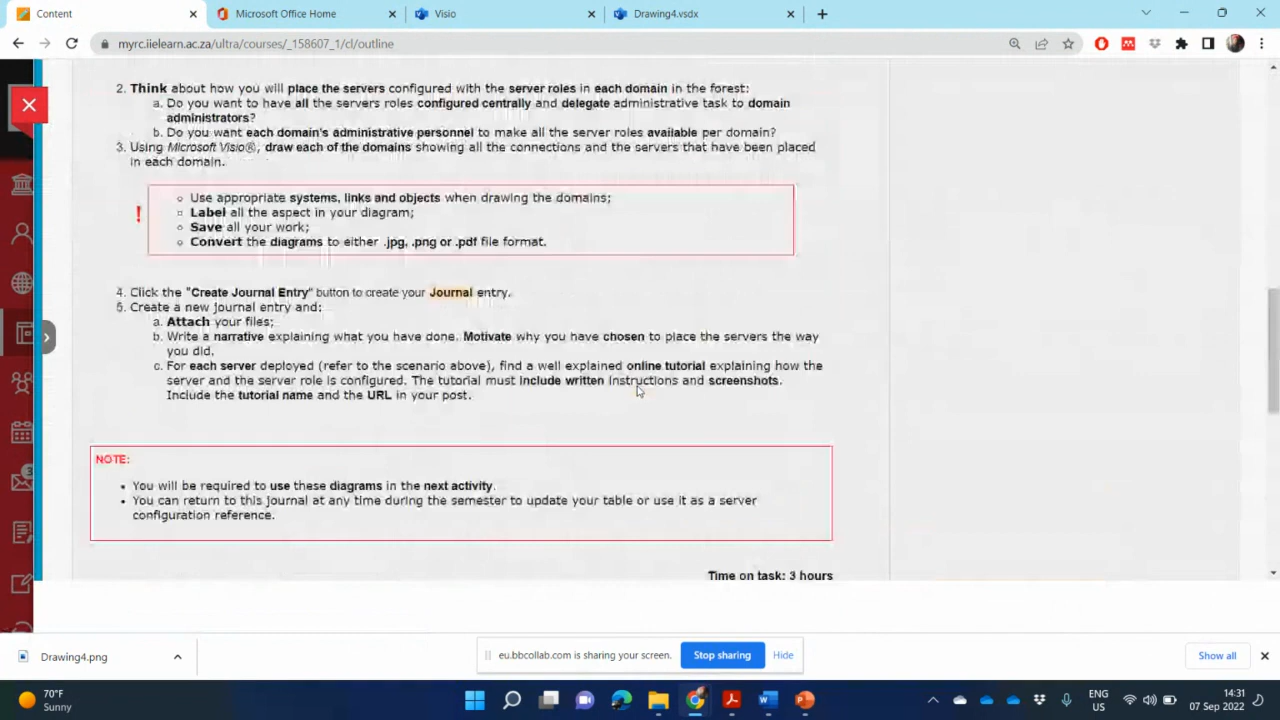 Content
Microsoft Office Home
Visio
Drawing4.vsdx
myrc.iielearn.ac.za/ultra/courses/_158607_1/cl/outline
2. Think about how you will place the servers configured with the server roles in each domain in the forest:
a. Do you want to have all the servers roles configured centrally and delegate administrative task to domain
administrators?
b. Do you want each domain's administrative personnel to make all the server roles available per domain?
3. Using Microsoft Visio®, draw each of the domains showing all the connections and the servers that have been placed
in each domain.
! 
Use appropriate systems, links and objects when drawing the domains;
Label all the aspect in your diagram;
Save all your work;
Convert the diagrams to either .jpg, .png or .pdf file format.
4. Click the "Create Journal Entry" button to create your Journal entry.
5. Create a new journal entry and:
a. Attach your files;
b. Write a narrative explaining what you have done. Motivate why you have chosen to place the servers the way
you did.
c. For each server deployed (refer to the scenario above), find a well explained online tutorial explaining how the
server and the server role is configured. The tutorial must include written instructions and screenshots.
Include the tutorial name and the URL in your post.
NOTE:
You will be required to use these diagrams in the next activity.
You can return to this journal at any time during the semester to update your table or use it as a server
configuration reference.
Time on task: 3 hours
3
Drawing4.png
eu.bbcollab.com is sharing your screen.
Stop sharing
Hide
Show all
70°F
Sunny
ENG
US
14:31
07 Sep 2022